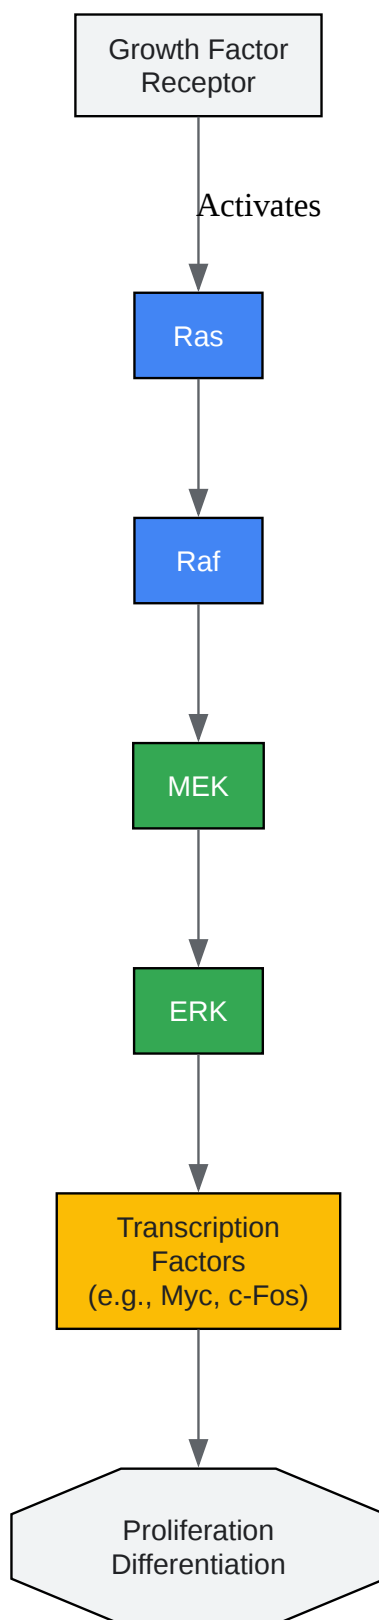 Growth Factor
Receptor
Activates
Ras
Raf
MEK
ERK
Transcription
Factors
(e.g., Myc, c-Fos)
Proliferation
Differentiation